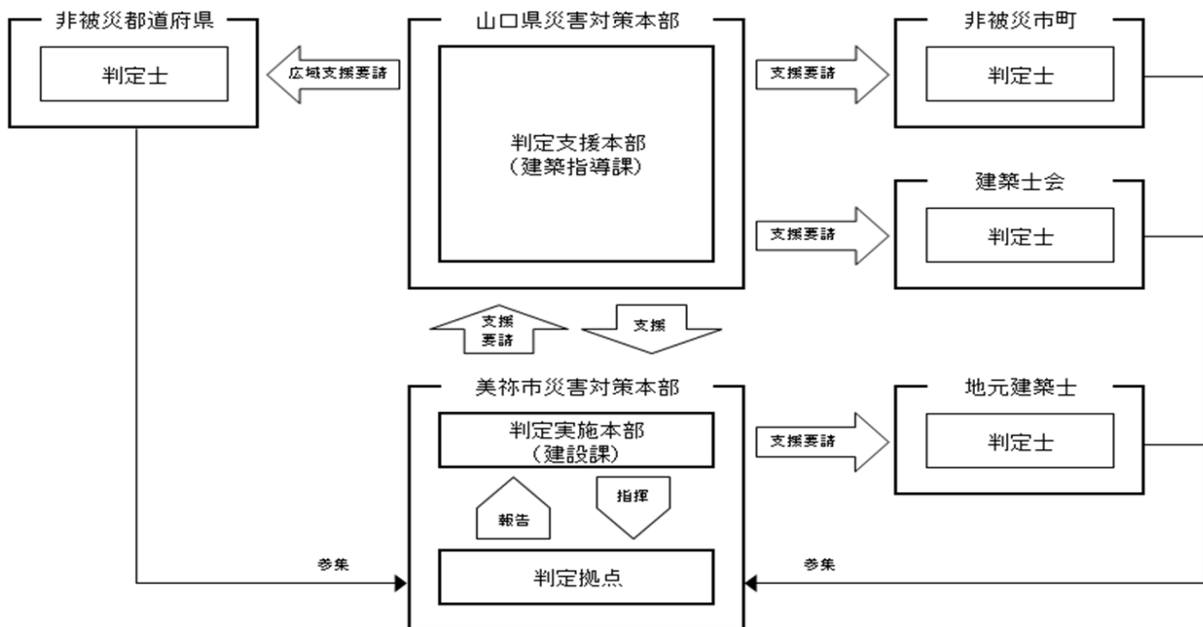 非被災都道府県
判定士
広域支援要請
山口県災害対策本部
判定支援本部
(建築指導課)
支援要請
非被災市町
判定士
支援要請
建築士会
判定士
支援
要請
支援
美祢市災害対策本部
判定実施本部
(建設課)
報告
指揮
判定拠点
支援要請
地元建築士
判定士
参集
参集